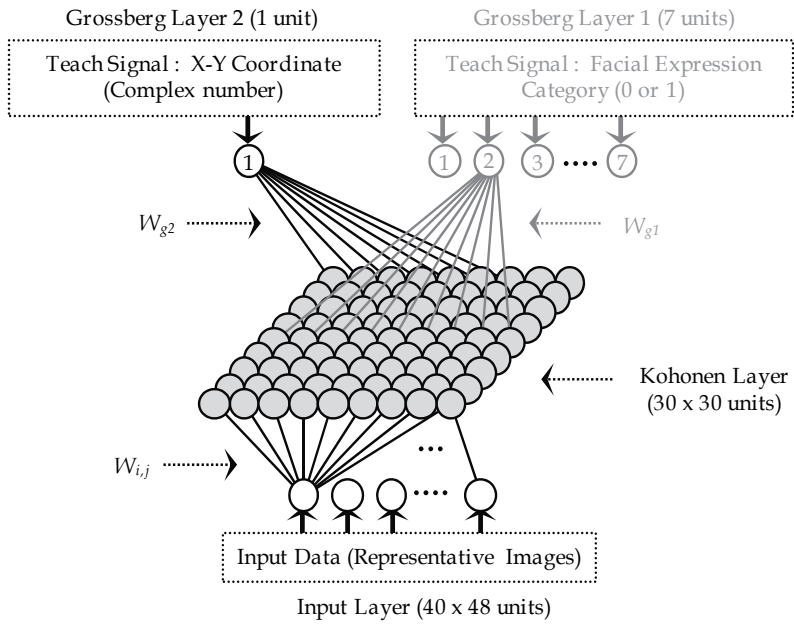 Grossberg Layer 2 (1 unit)
Teach Signal : X-Y Coordinate
(Complex number)
Grossberg Layer 1 (7 units)
Teach Signal : Facial Expression
Category (0 or 1)
1
1 2 3 •••• 7
Wg2
Wg1
Kohonen Layer
(30 x 30 units)
Wi,j
•••
••••
Input Data (Representative Images)
Input Layer (40 x 48 units)